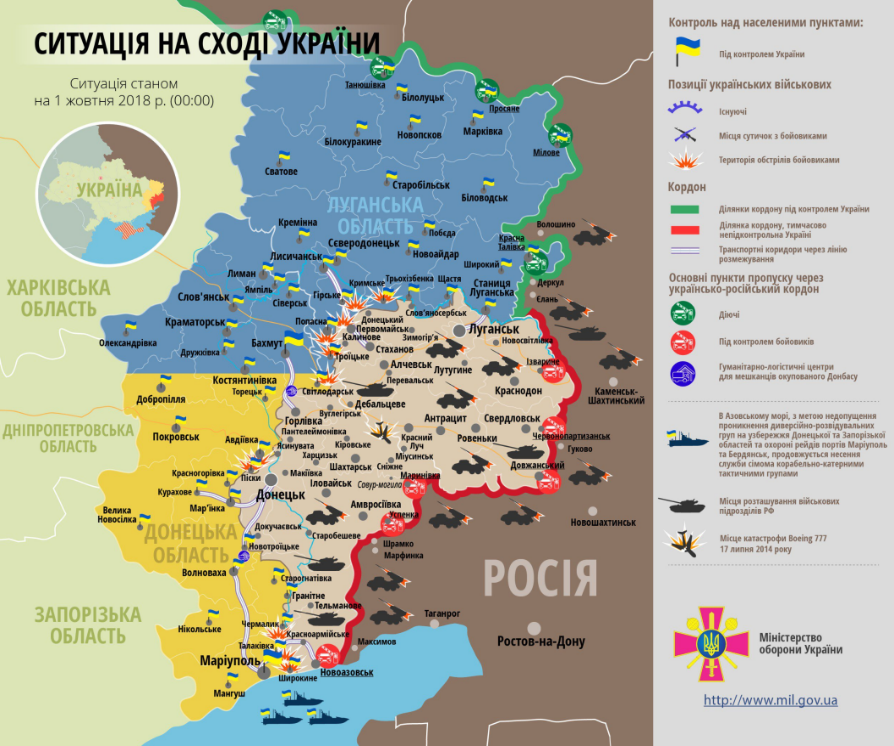 СИТУАЦІЯ НА СХОДІ УКРАЇНИ
Ситуація станом
на 1 жовтня 2018 р. (00:00)
УКРАЇНА
Танюшівка
Білолуцьк
Просяне
Новопсков
Марківка
Білокуракине
Мілове
Сватове
Старобільськ
Біловодськ
ЛУГАНСЬКА
ОБЛАСТЬ
Кремінна
Сєверодонецьк
Побєда
Красна
Талівка
Волошино
Лисичанськ
Новоайдар
Широкий
ХАРКІВСЬКА
ОБЛАСТЬ
Лиман
Ямпіль
Кримське
Трьохізбенка
Щастя
Станиця
Луганська
Деркул
Слов'янськ
Сіверськ
Гірське
Єлань
Краматорськ
Попасна
Донецький
Слов'яносербськ
Первомайськ
Луганськ
Олександрівка
Дружківка
Бахмут
Калинове
Зимогір'я
Новосвітлівка
Троїцьке
Стаханов
Алчевськ
Лутугине
Ізварине
Костянтинівка
Перевальськ
Краснодон
Добропілля
Торецьк
Світлодарськ
Дебальцеве
Каменськ-
Шахтинський
Вуглегірськ
ДНІПРОПЕТРОВСЬКА
ОБЛАСТЬ
Покровськ
Горлівка
Антрацит
Свердловськ
Авдіївка
Пантелеймонівка
Красний
Луч
Ровеньки
Червонопартизанськ
Ясинувата
Кіровське
Гуково
Харцизьк
Міусинськ
Красногорівка
Шахтарськ
Сніжне
Довжанський
Піски
Макіївка
Маринівка
Курахове
Донецьк
Іловайськ
Совур-могила
Мар'їнка
Амвросіївка
Велика
Новосілка
Успенка
Новошахтинськ
ДОНЕЦЬКА
ОБЛАСТЬ
Докучаєвськ
Старобешеве
Шрамко
Новотроїцьке
Марфинка
Волноваха
Старогнатівка
РОСІЯ
Гранітне
Тельманове
ЗАПОРІЗЬКА
ОБЛАСТЬ
Нікольське
Чермалик
Таганрог
Красноармійське
Ростов-на-Дону
Талаківка
Максимов
Маріуполь
Широкине
Новоазовськ
Мангуш
Контроль над населеними пунктами:
Під контролем України
Позиції українських військових
Існуючі
Місця сутичок з бойовиками
Територія обстрілів бойовиками
Кордон
Ділянки кордону під контролем України
Ділянки кордону, тимчасово
непідконтрольна Україні
Транспортні коридори через лінію
розмежування
Основні пункти пропуску через
українсько-російський кордон
Діючі
Під контролем бойовиків
Гуманітарно-логістичні центри
для мешканців окупованого Донбасу
В Азовському морі, з метою недопущення
проникнення диверсійно-розвідувальних
груп на узбережжя Донецької та Запорізької
областей та охороні рейдів портів Маріуполь
та Бердянськ, продовжується несення
служби сімома корабельно-катерними
тактичними групами
Місця розташування військових
підрозділів РФ
Місце катастрофи Boeing 777
17 липня 2014 року
Міністерство
оборони України
http://www.mil.gov.ua